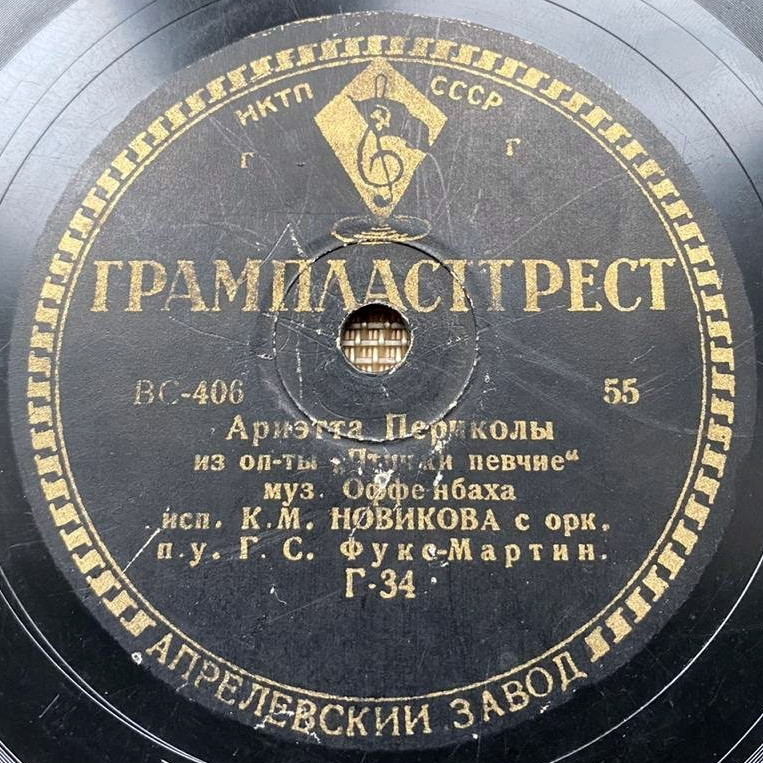 НКТП СССР
Г Г
ГРАМПЛАСТТРЕСТ
ВС-406 55
Ариэтта Периколы
из оп-ты „Птички певчие“
муз. Оффенбаха
исп. К.М. НОВИКОВА с орк.
п.у. Г. С. Фукс-Мартин.
Г-34
АПРЕЛЕВСКИЙ ЗАВОД